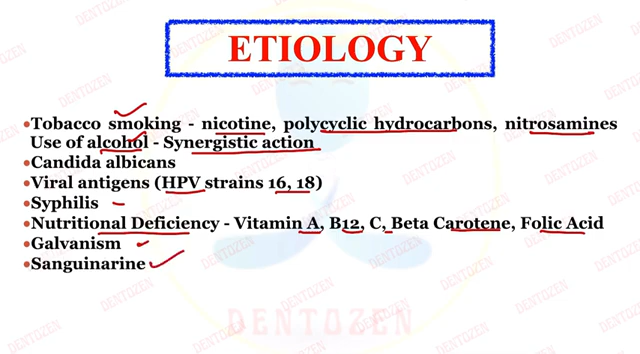 ETIOLOGY
•Tobacco smoking - nicotine, polycyclic hydrocarbons, nitrosamines
Use of alcohol - Synergistic action
•Candida albicans
•Viral antigens (HPV strains 16, 18)
•Syphilis
•Nutritional Deficiency - Vitamin A, B12, C, Beta Carotene, Folic Acid
•Galvanism
•Sanguinarine
DENTOZEN